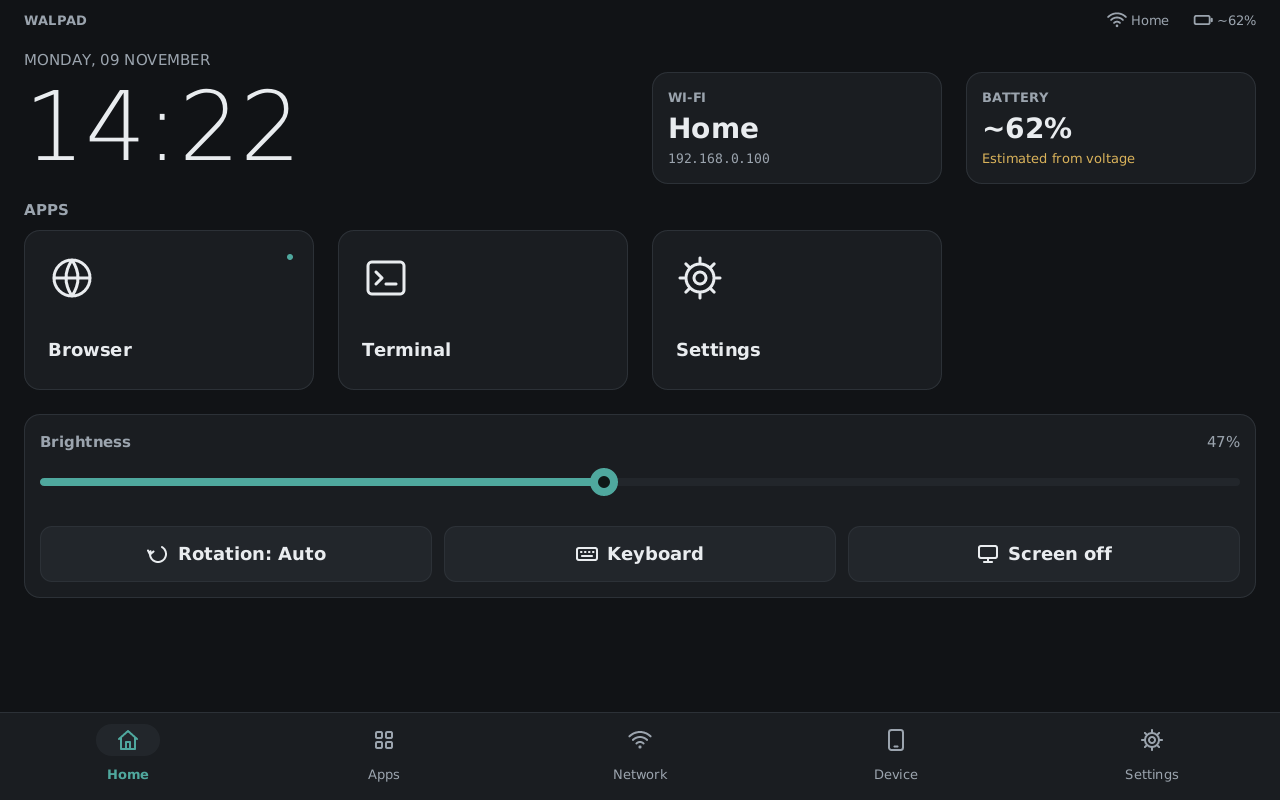 WALPAD
Home
~62%
MONDAY, 09 NOVEMBER
14:22
WI-FI
Home
192.168.0.100
BATTERY
~62%
Estimated from voltage
APPS
Browser
Terminal
Settings
Brightness
47%
Rotation: Auto
Keyboard
Screen off
Home
Apps
Network
Device
Settings